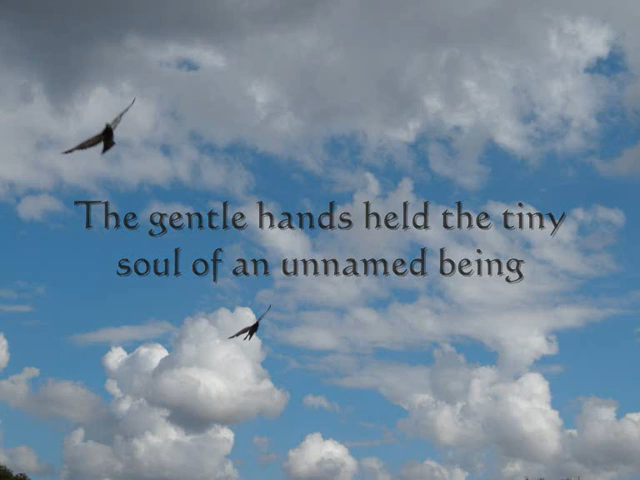 The gentle hands held the tiny
soul of an unnamed being